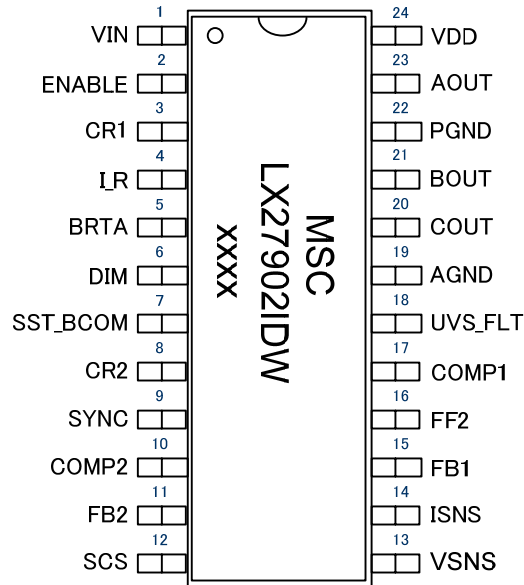 1
VIN
2
ENABLE
3
CR1
4
I_R
5
BRTA
6
DIM
7
SST_BCOM
8
CR2
9
SYNC
10
COMP2
11
FB2
12
SCS
MSC
LX27902IDW
xxxx
24
VDD
23
AOUT
22
PGND
21
BOUT
20
COUT
19
AGND
18
UVS_FLT
17
COMP1
16
FF2
15
FB1
14
ISNS
13
VSNS